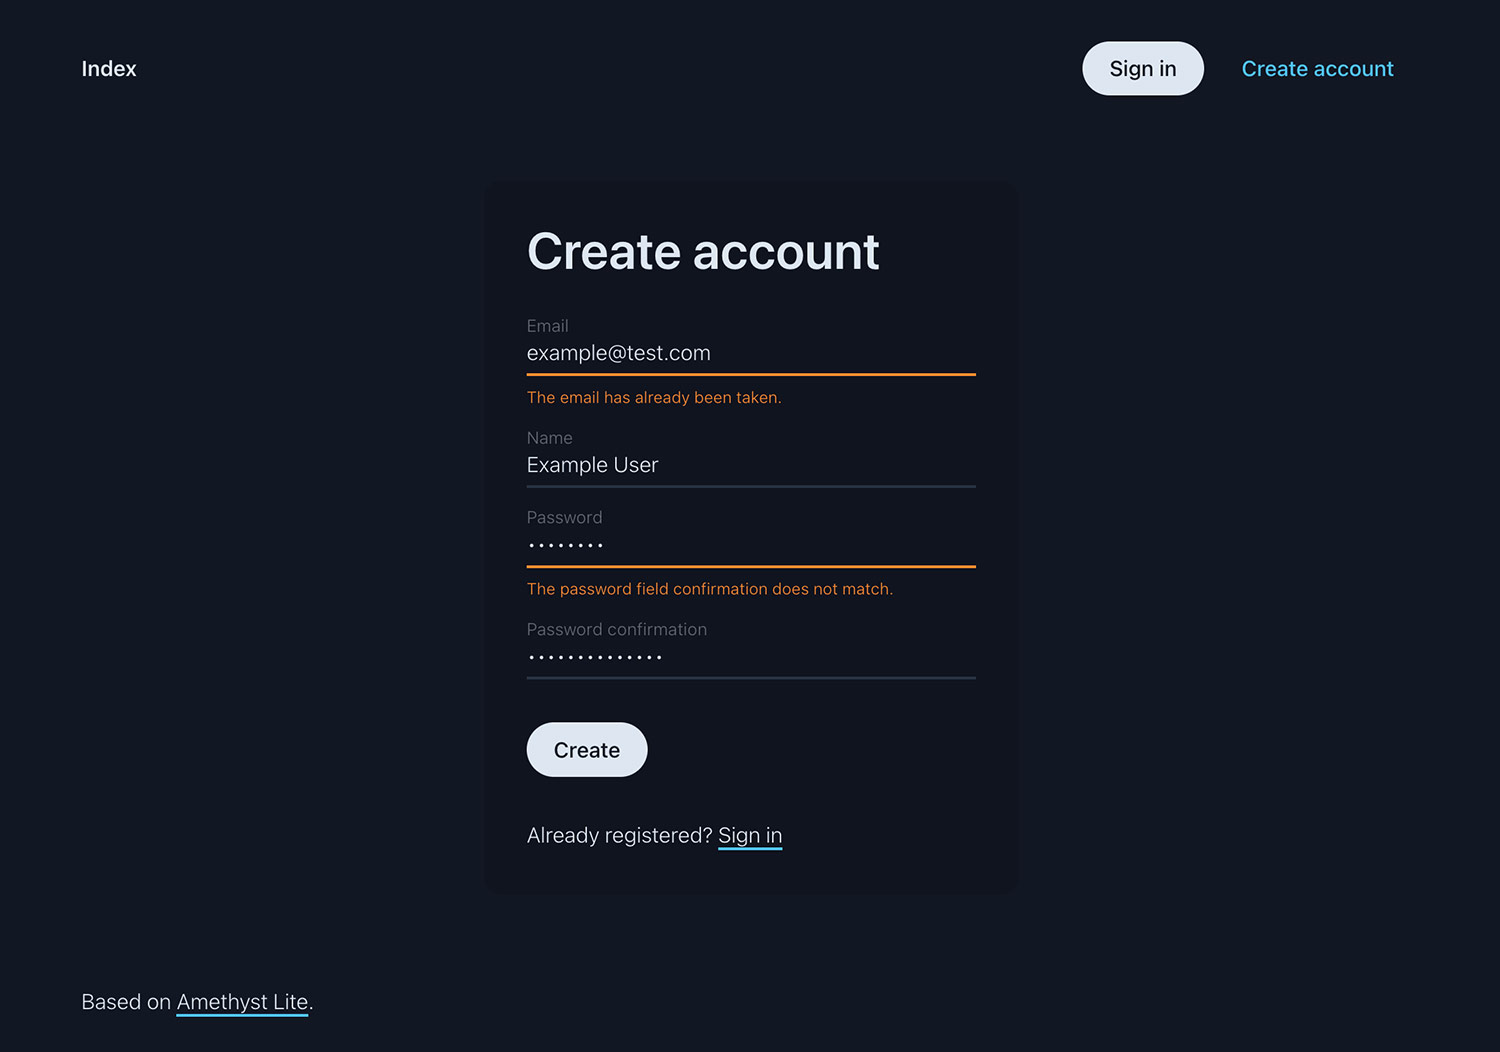 Index
Sign in
Create account
Create account
Email
example@test.com
The email has already been taken.
Name
Example User
Password
••••••••
The password field confirmation does not match.
Password confirmation
••••••••••••••
Create
Already registered? Sign in
Based on Amethyst Lite.